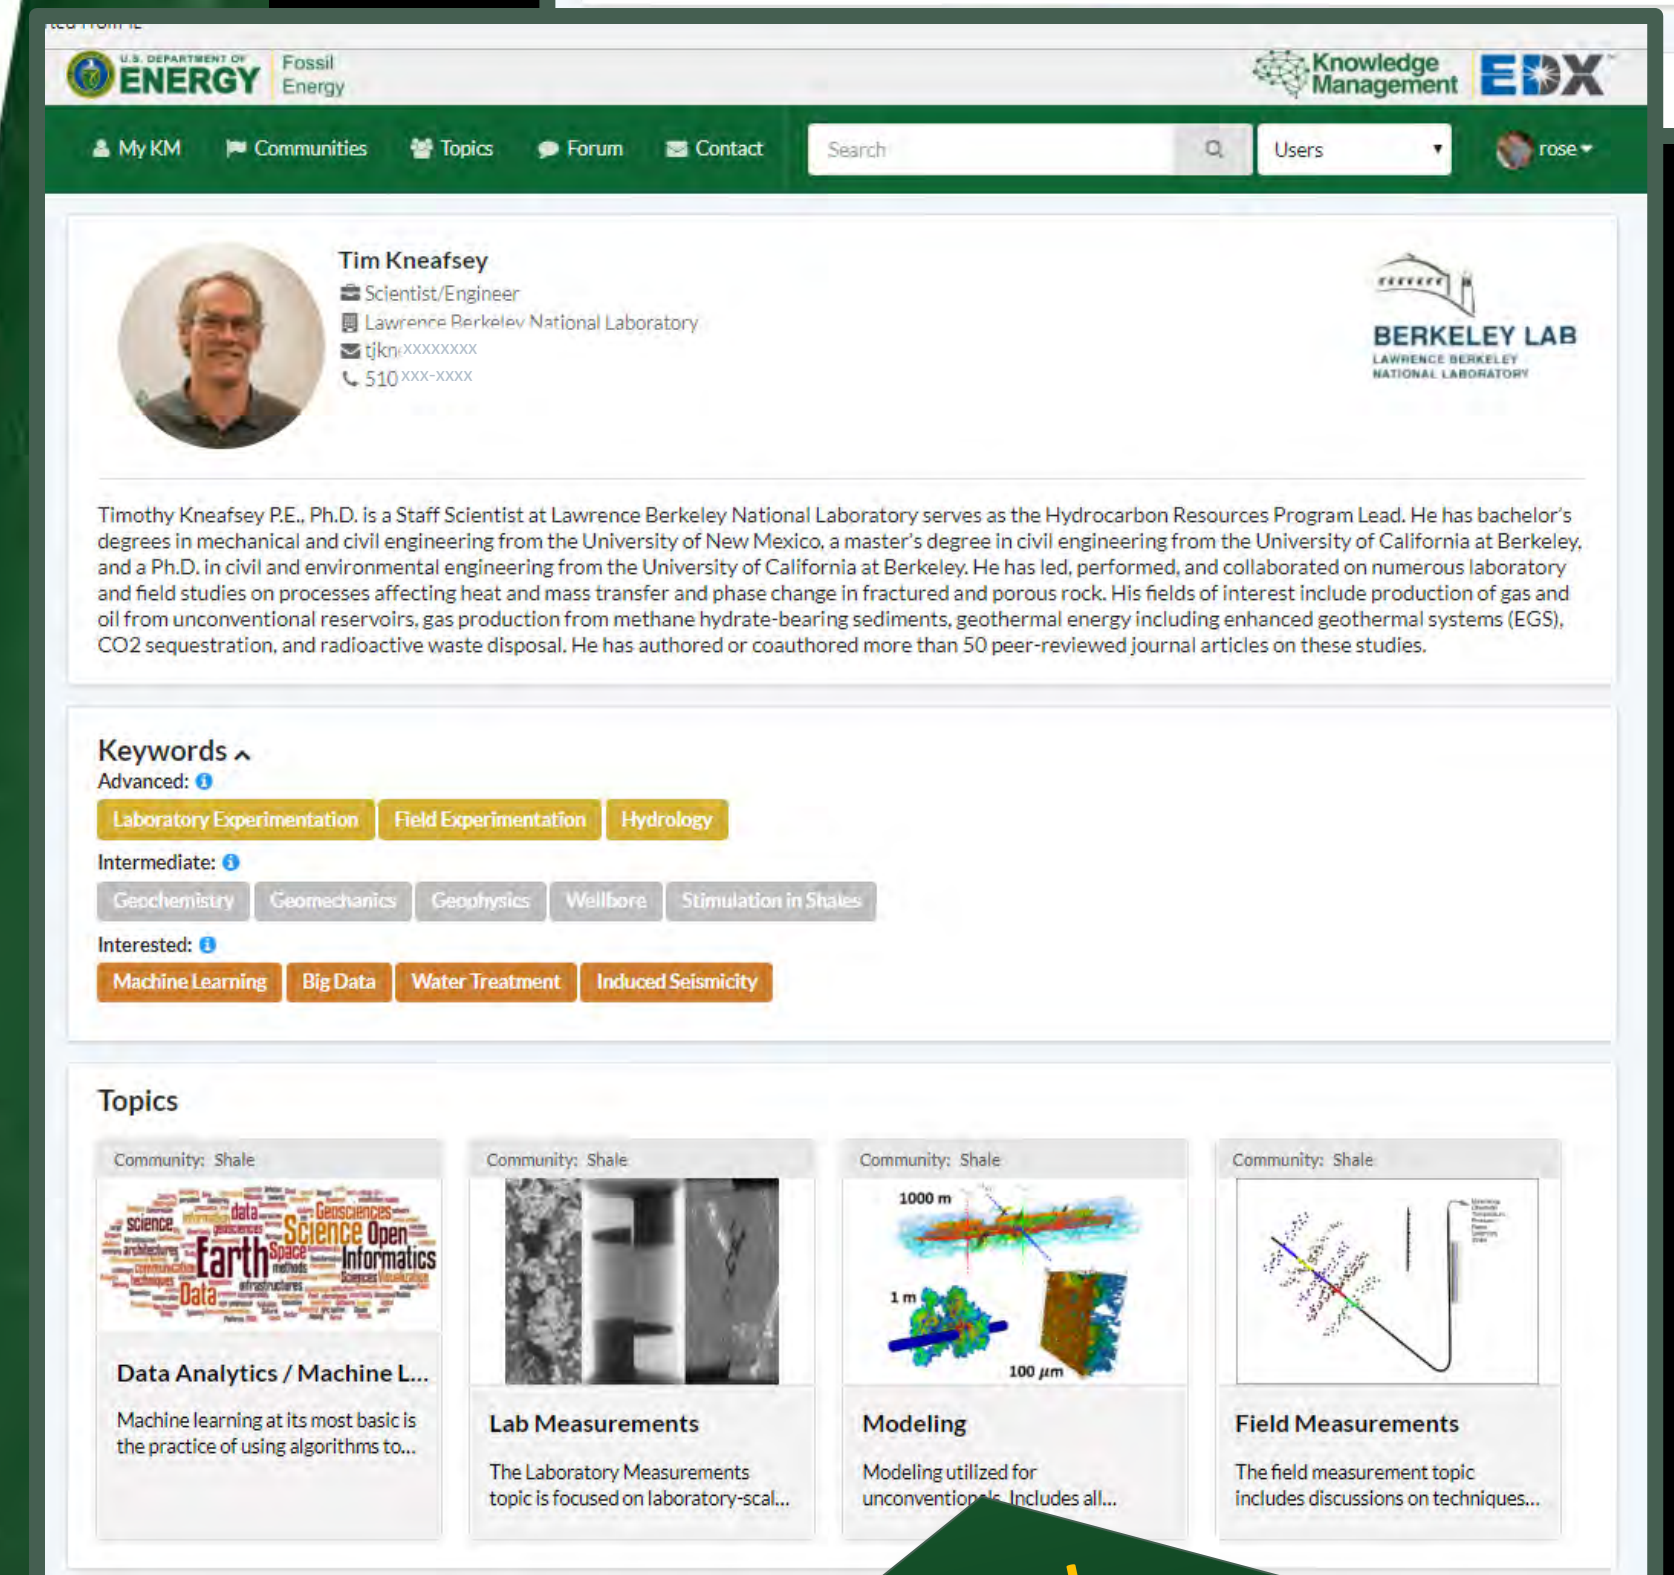 U.S. DEPARTMENT OF
ENERGY
Fossil
Energy
Knowledge
Management
EDX
My KM
Communities
Topics
Forum
Contact
Search
Users
rose
Tim Kneafsey
Scientist/Engineer
Lawrence Berkeley National Laboratory
tjkn xxxxxxxx
510 xxx-xxxx
BERKELEY LAB
LAWRENCE BERKELEY
NATIONAL LABORATORY
Timothy Kneafsey P.E., Ph.D. is a Staff Scientist at Lawrence Berkeley National Laboratory serves as the Hydrocarbon Resources Program Lead. He has bachelor's
degrees in mechanical and civil engineering from the University of New Mexico, a master's degree in civil engineering from the University of California at Berkeley,
and a Ph.D. in civil and environmental engineering from the University of California at Berkeley. He has led, performed, and collaborated on numerous laboratory
and field studies on processes affecting heat and mass transfer and phase change in fractured and porous rock. His fields of interest include production of gas and
oil from unconventional reservoirs, gas production from methane hydrate-bearing sediments, geothermal energy including enhanced geothermal systems (EGS),
CO2 sequestration, and radioactive waste disposal. He has authored or coauthored more than 50 peer-reviewed journal articles on these studies.
Keywords
Advanced:
Laboratory Experimentation
Field Experimentation
Hydrology
Intermediate:
Geochemistry
Geomechanics
Geophysics
Wellbore
Stimulation in Shales
Interested:
Machine Learning
Big Data
Water Treatment
Induced Seismicity
Topics
Community: Shale
science
data
Geosciences
Science
Open
Earth
Space
Informatics
methods
architectures
communication
techniques
infrastructures
Data
Data Analytics / Machine L...
Machine learning at its most basic is
the practice of using algorithms to...
Community: Shale
Lab Measurements
The Laboratory Measurements
topic is focused on laboratory-scal...
Community: Shale
1000 m
1 m
100 μm
Modeling
Modeling utilized for
unconventionals. Includes all...
Community: Shale
Field Measurements
The field measurement topic
includes discussions on techniques...